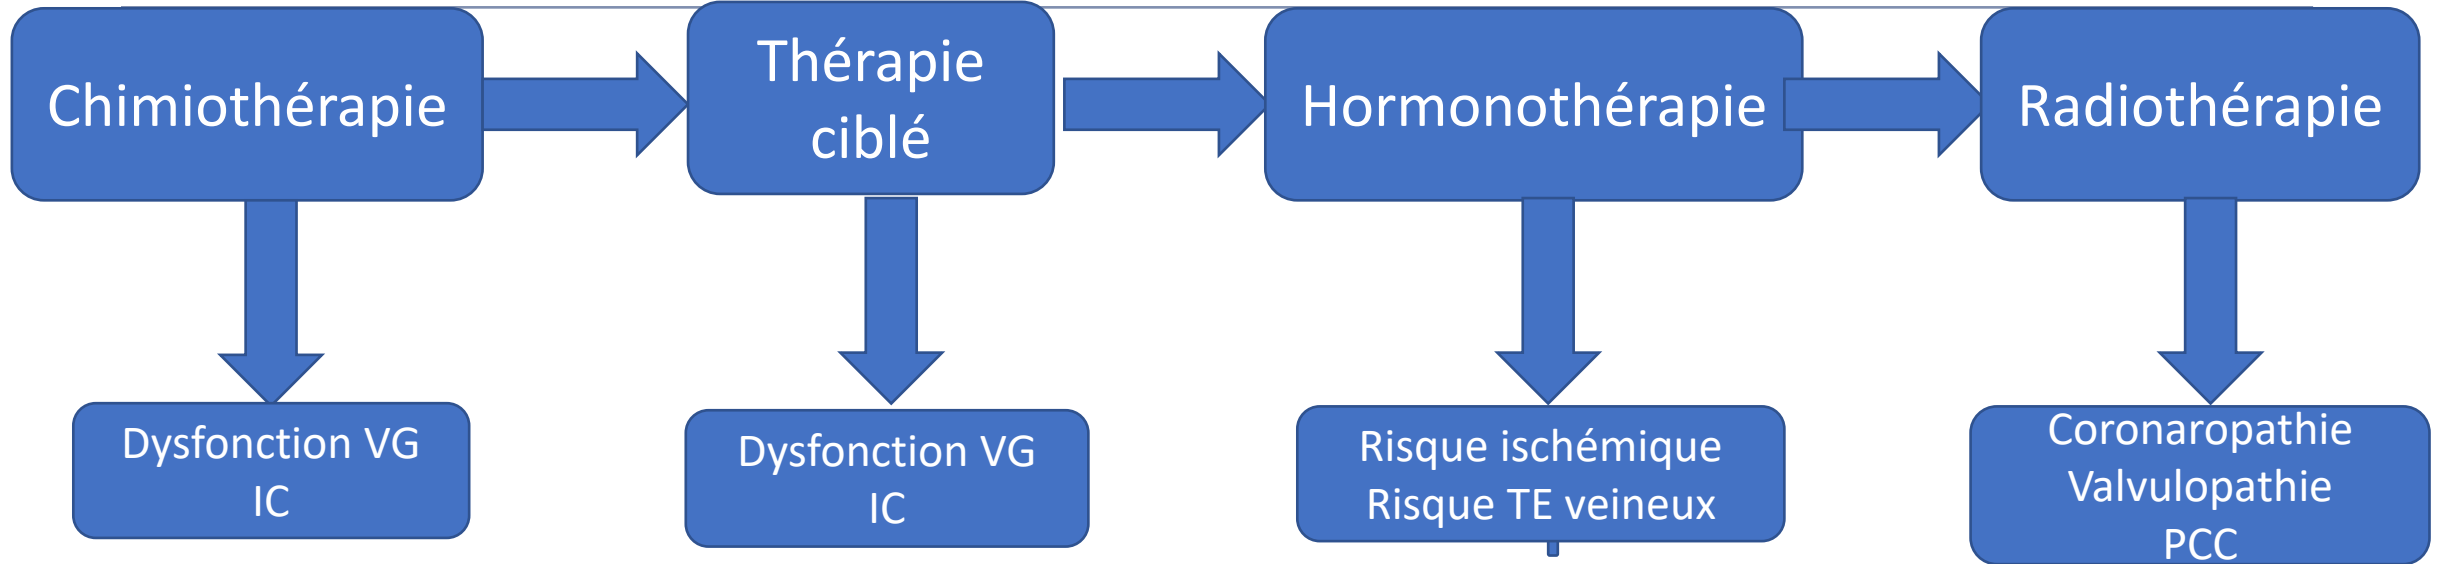 Chimiothérapie
Thérapie
ciblé
Hormonothérapie
Radiothérapie
Dysfonction VG
IC
Dysfonction VG
IC
Risque ischémique
Risque TE veineux
Coronaropathie
Valvulopathie
PCC